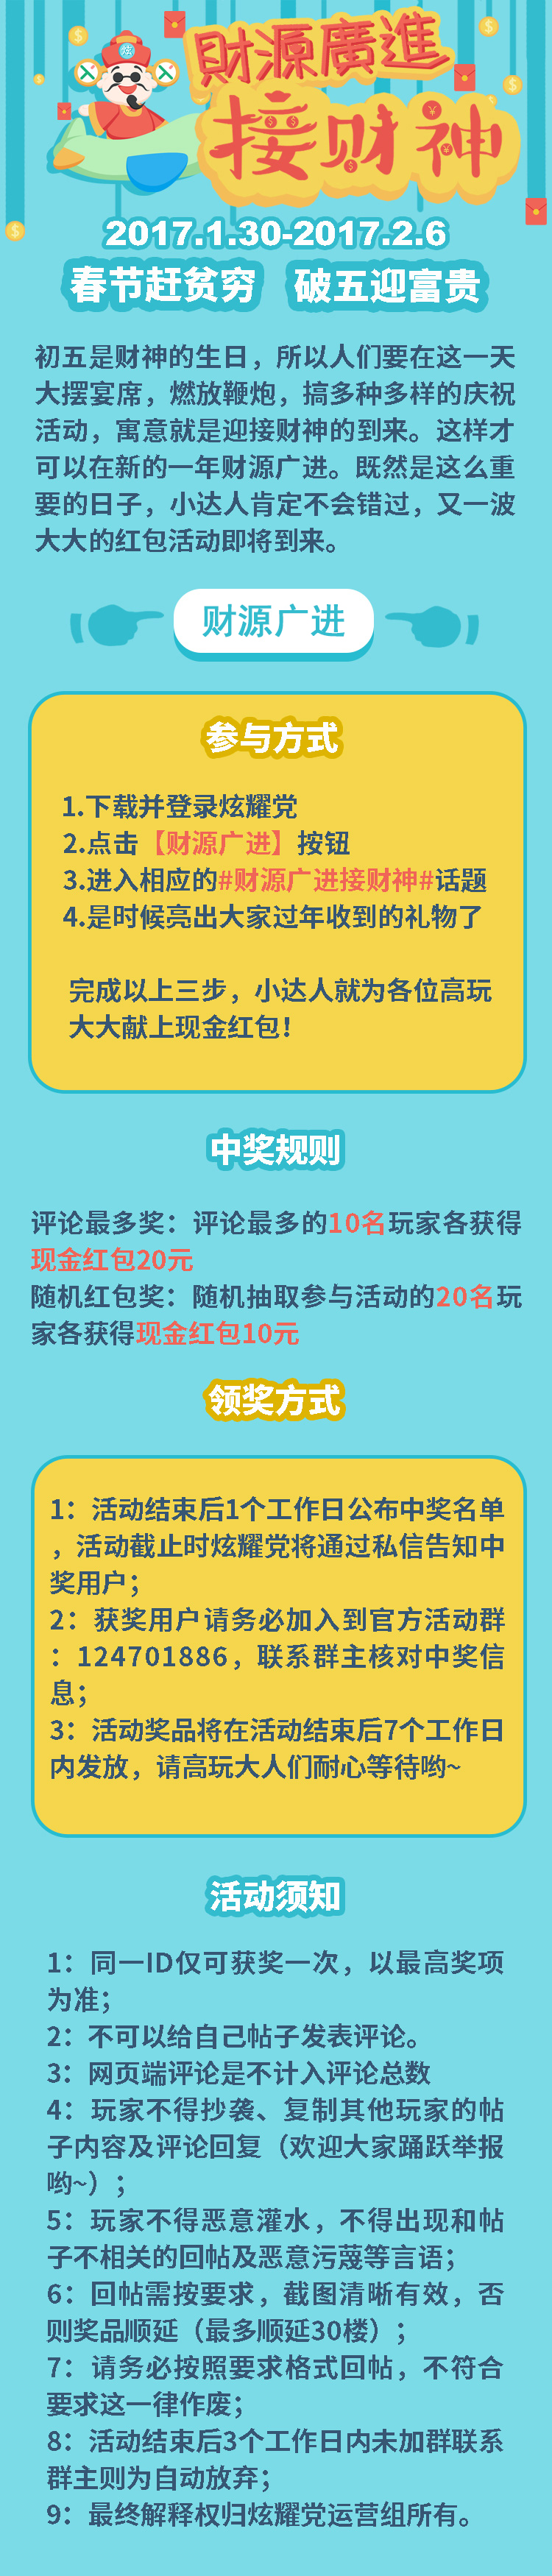 炫
財源廣進
接财神
2017.1.30-2017.2.6
春节赶贫穷 破五迎富贵
初五是财神的生日，所以人们要在这一天
大摆宴席，燃放鞭炮，搞多种多样的庆祝
活动，寓意就是迎接财神的到来。这样才
可以在新的一年财源广进。既然是这么重
要的日子，小达人肯定不会错过，又一波
大大的红包活动即将到来。
财源广进
参与方式
1.下载并登录炫耀党
2.点击【财源广进】按钮
3.进入相应的#财源广进接财神#话题
4.是时候亮出大家过年收到的礼物了
完成以上三步，小达人就为各位高玩
大大献上现金红包！
中奖规则
评论最多奖：评论最多的10名玩家各获得
现金红包20元
随机红包奖：随机抽取参与活动的20名玩
家各获得现金红包10元
领奖方式
1：活动结束后1个工作日公布中奖名单
，活动截止时炫耀党将通过私信告知中
奖用户；
2：获奖用户请务必加入到官方活动群
：124701886，联系群主核对中奖信
息；
3：活动奖品将在活动结束后7个工作日
内发放，请高玩大人们耐心等待哟~
活动须知
1：同一ID仅可获奖一次，以最高奖项
为准；
2：不可以给自己帖子发表评论。
3：网页端评论是不计入评论总数
4：玩家不得抄袭、复制其他玩家的帖
子内容及评论回复（欢迎大家踊跃举报
哟~）；
5：玩家不得恶意灌水，不得出现和帖
子不相关的回帖及恶意污蔑等言语；
6：回帖需按要求，截图清晰有效，否
则奖品顺延（最多顺延30楼）；
7：请务必按照要求格式回帖，不符合
要求这一律作废；
8：活动结束后3个工作日内未加群联系
群主则为自动放弃；
9：最终解释权归炫耀党运营组所有。